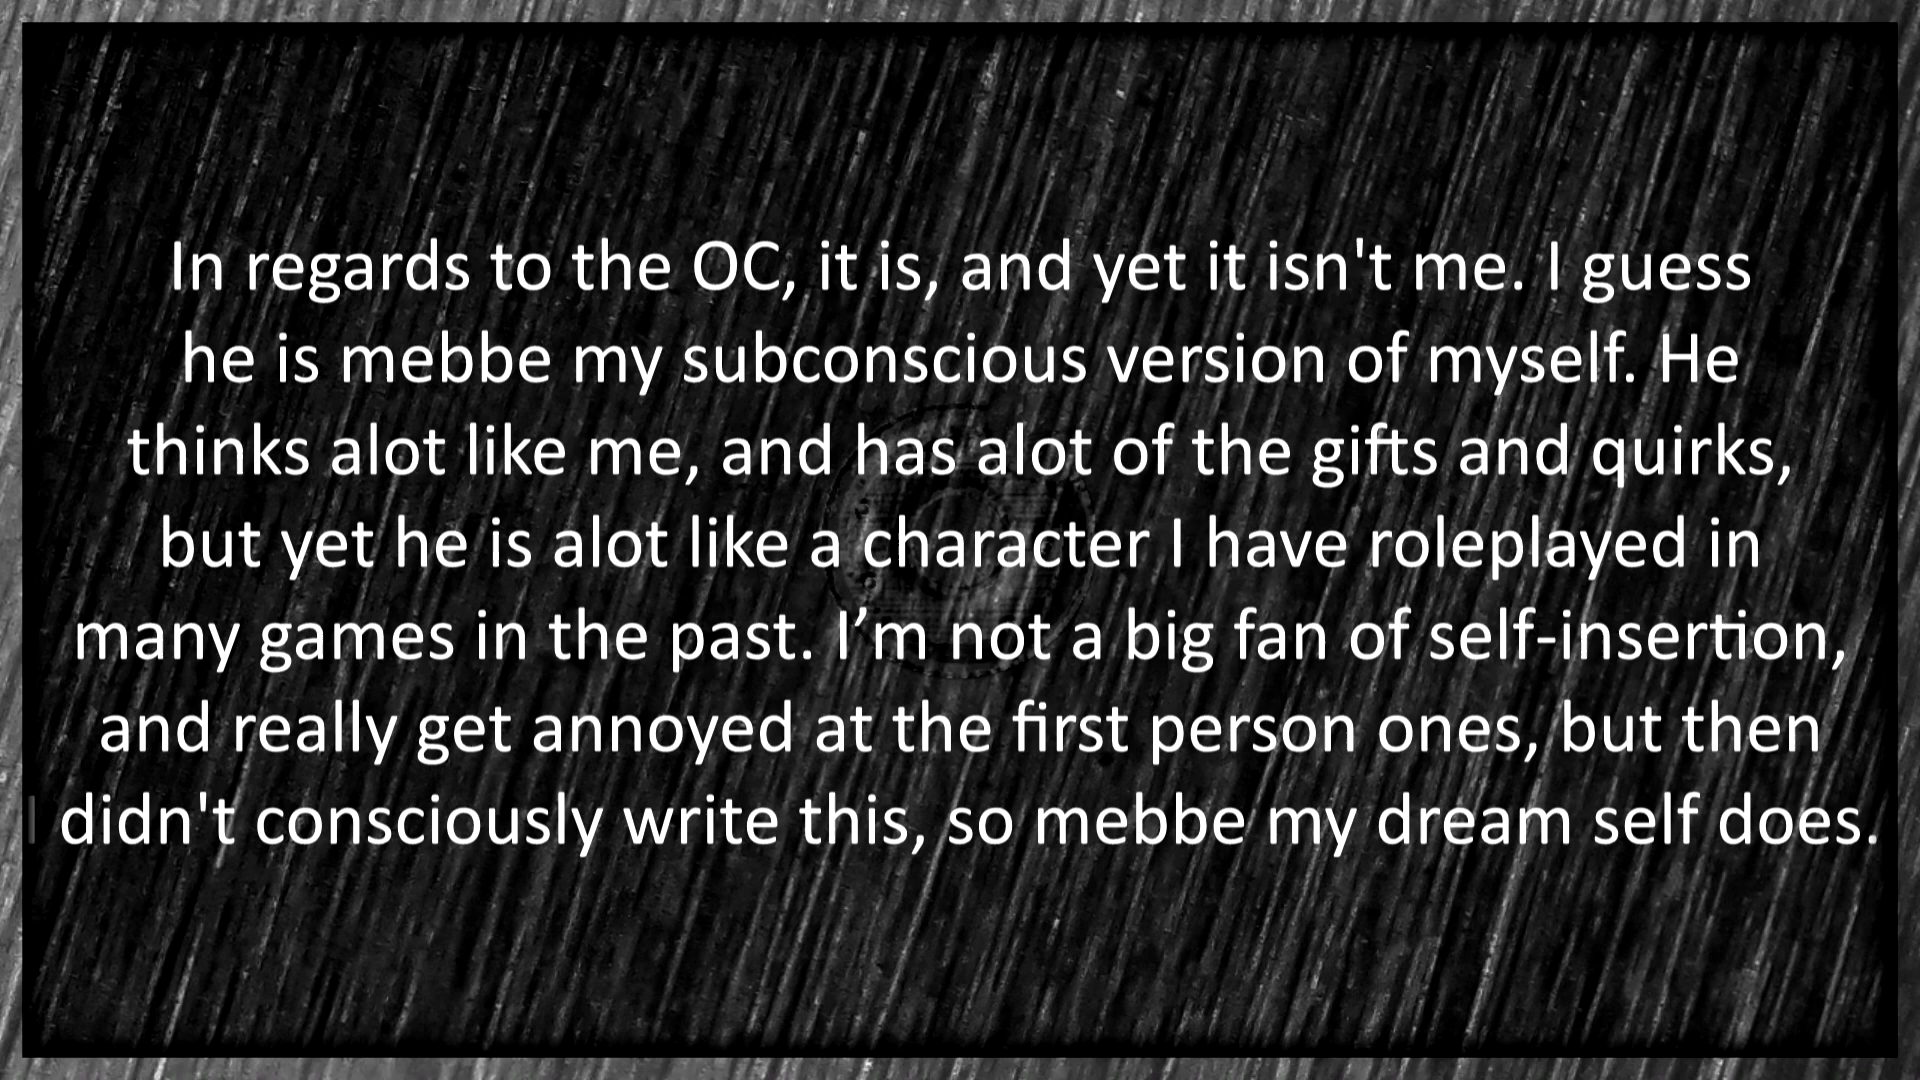 In regards to the OC, it is, and yet it isn't me. I guess
he is mebbe my subconscious version of myself. He
thinks alot like me, and has alot of the gifts and quirks,
but yet he is alot like a character I have roleplayed in
many games in the past. I’m not a big fan of self-insertion,
and really get annoyed at the first person ones, but then
I didn't consciously write this, so mebbe my dream self does.